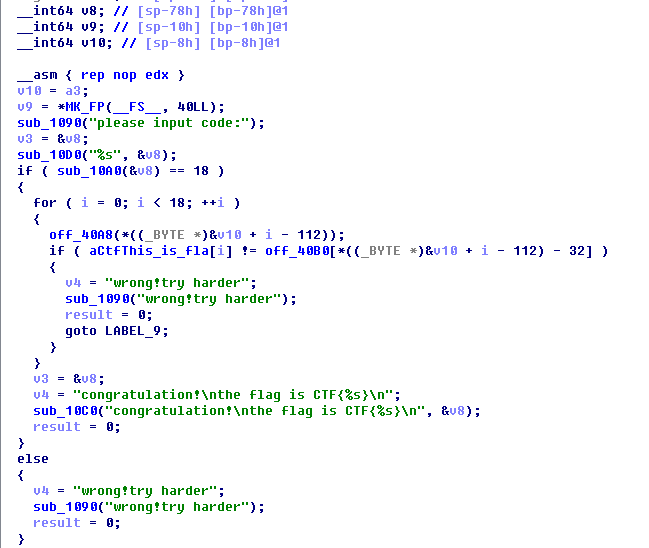 __int64 v8; // [sp-78h] [bp-78h]@1
__int64 v9; // [sp-10h] [bp-10h]@1
__int64 v10; // [sp-8h] [bp-8h]@1
__asm { rep nop edx }
v10 = a3;
v9 = *MK_FP(__FS__, 40LL);
sub_1090("please input code:");
v3 = &v8;
sub_10D0("%s", &v8);
if ( sub_10A0(&v8) == 18 )
{
for ( i = 0; i < 18; ++i )
{
off_40A8(*((_BYTE *)&v10 + i - 112));
if ( aCtfThis_is_fla[i] != off_40B0[*((_BYTE *)&v10 + i - 112) - 32] )
{
v4 = "wrong!try harder";
sub_1090("wrong!try harder");
result = 0;
goto LABEL_9;
}
}
v3 = &v8;
v4 = "congratulation!\nthe flag is CTF{%s}\n";
sub_10C0("congratulation!\nthe flag is CTF{%s}\n", &v8);
result = 0;
}
else
{
v4 = "wrong!try harder";
sub_1090("wrong!try harder");
result = 0;
}